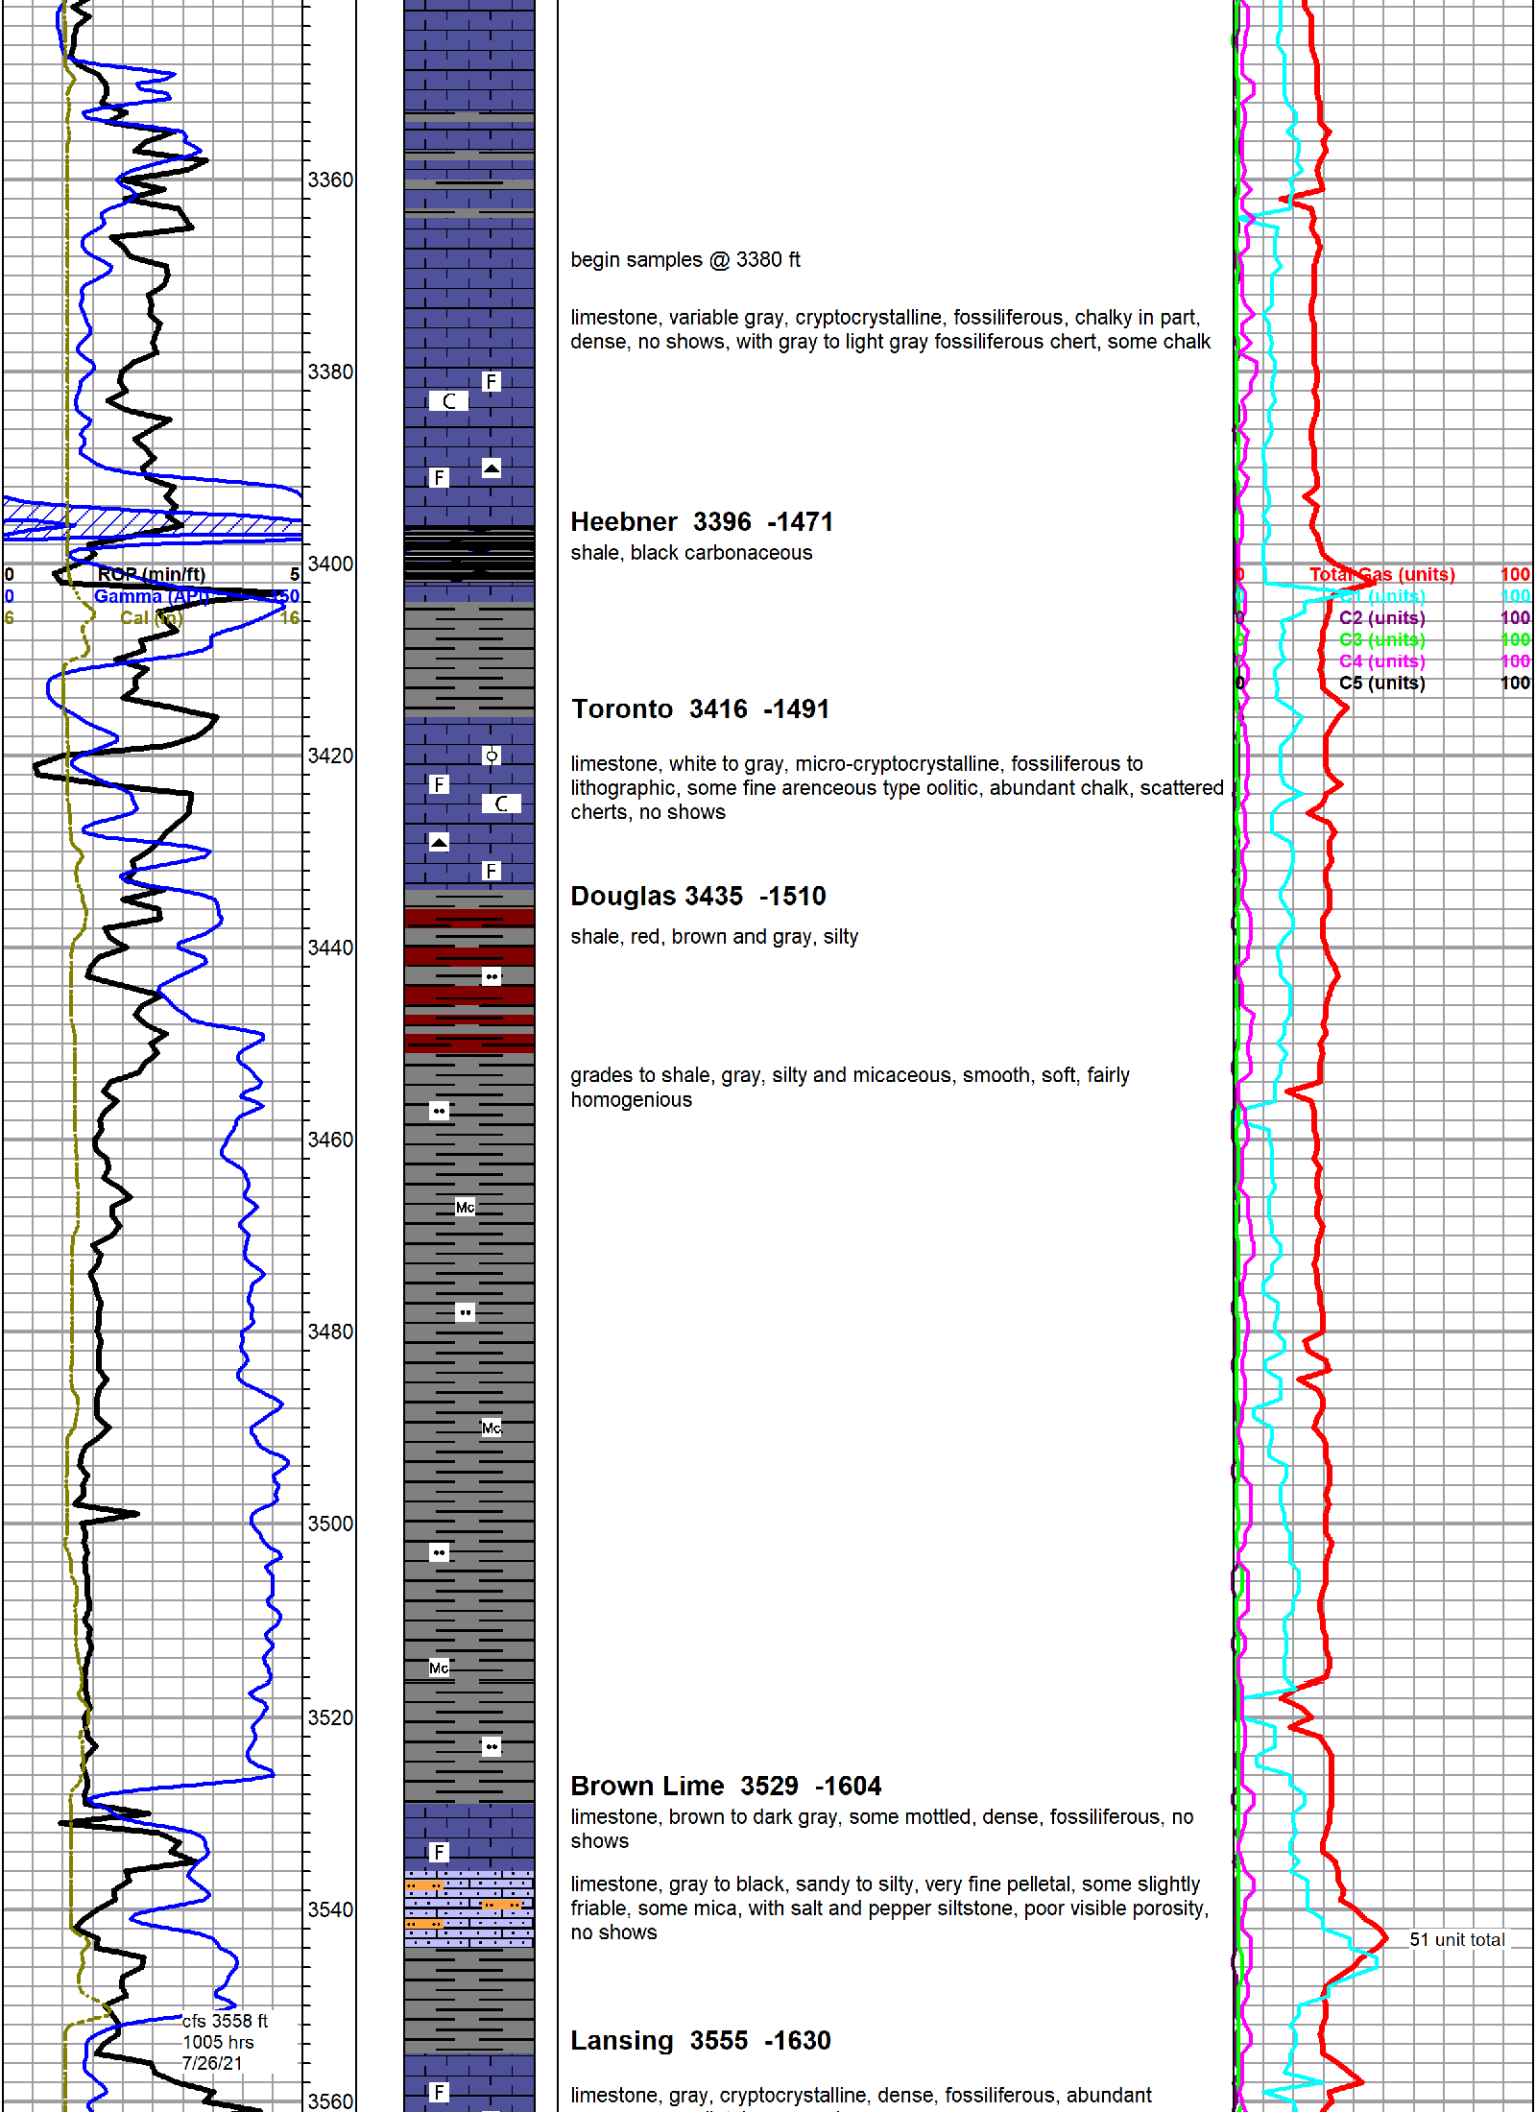 3360
begin samples @ 3380 ft
limestone, variable gray, cryptocrystalline, fossiliferous, chalky in part,
dense, no shows, with gray to light gray fossiliferous chert, some chalk
3380
F
C
F
Heebner 3396 -1471
shale, black carbonaceous
3400
0 ROP (min/ft) 5
0 Gamma (API) 150
6 Cal (in) 16
0 Total Gas (units) 100
0 C1 (units) 100
0 C2 (units) 100
0 C3 (units) 100
0 C4 (units) 100
0 C5 (units) 100
Toronto 3416 -1491
3420
limestone, white to gray, micro-cryptocrystalline, fossiliferous to
lithographic, some fine arenceous type oolitic, abundant chalk, scattered
cherts, no shows
F
C
F
Douglas 3435 -1510
shale, red, brown and gray, silty
3440
grades to shale, gray, silty and micaceous, smooth, soft, fairly
homogenious
3460
Mc
3480
Mc
3500
Mc
3520
Brown Lime 3529 -1604
limestone, brown to dark gray, some mottled, dense, fossiliferous, no
shows
F
limestone, gray to black, sandy to silty, very fine pelletal, some slightly
friable, some mica, with salt and pepper siltstone, poor visible porosity,
no shows
3540
51 unit total
cfs 3558 ft
1005 hrs
7/26/21
Lansing 3555 -1630
F
limestone, gray, cryptocrystalline, dense, fossiliferous, abundant
3560